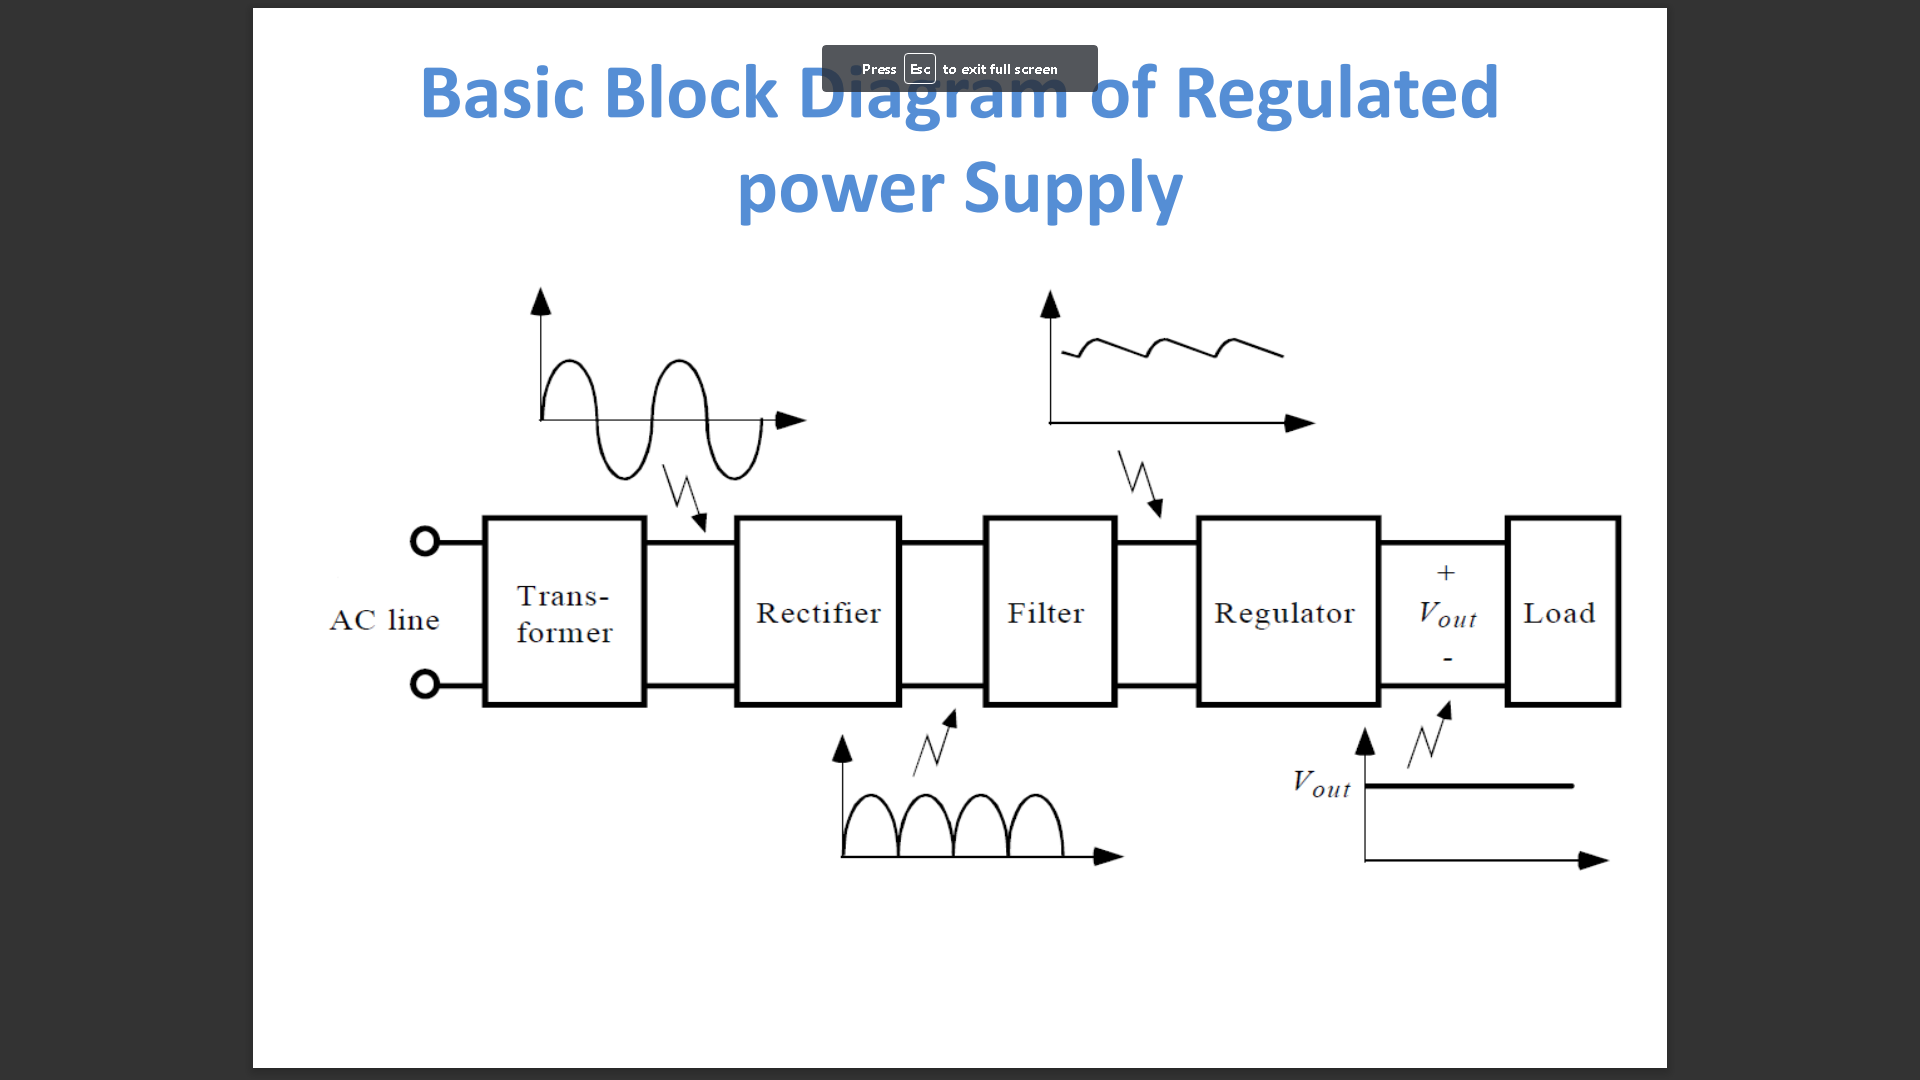 Press Esc to exit full screen
Basic Block Diagram of Regulated
power Supply
AC line
Trans-
former
Rectifier
Filter
Regulator
+
Vout
-
Load
Vout